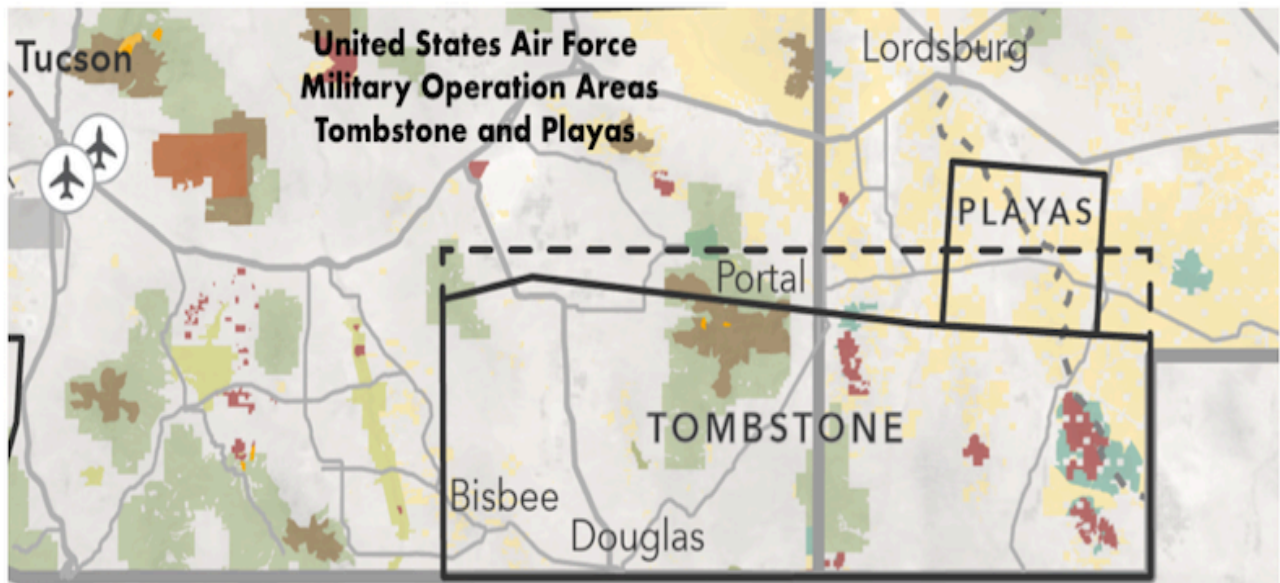 Tucson
United States Air Force
Military Operation Areas
Tombstone and Playas
Lordsburg
PLAYAS
Portal
TOMBSTONE
Bisbee
Douglas